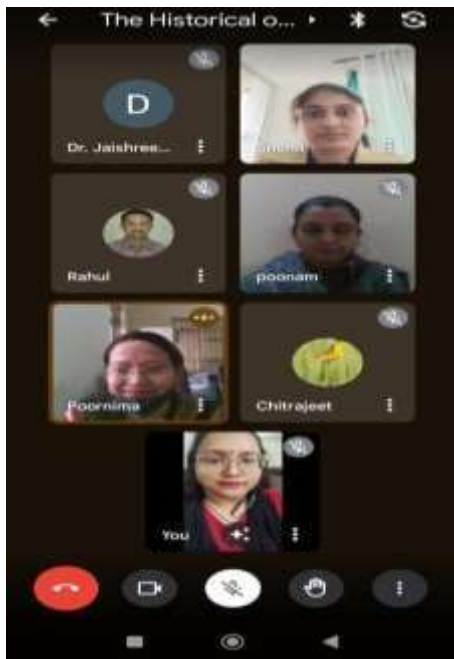 The Historical o...
D
Dr. Jaishree...
Rahul
poonam
Poornima
Chitrajeet
You